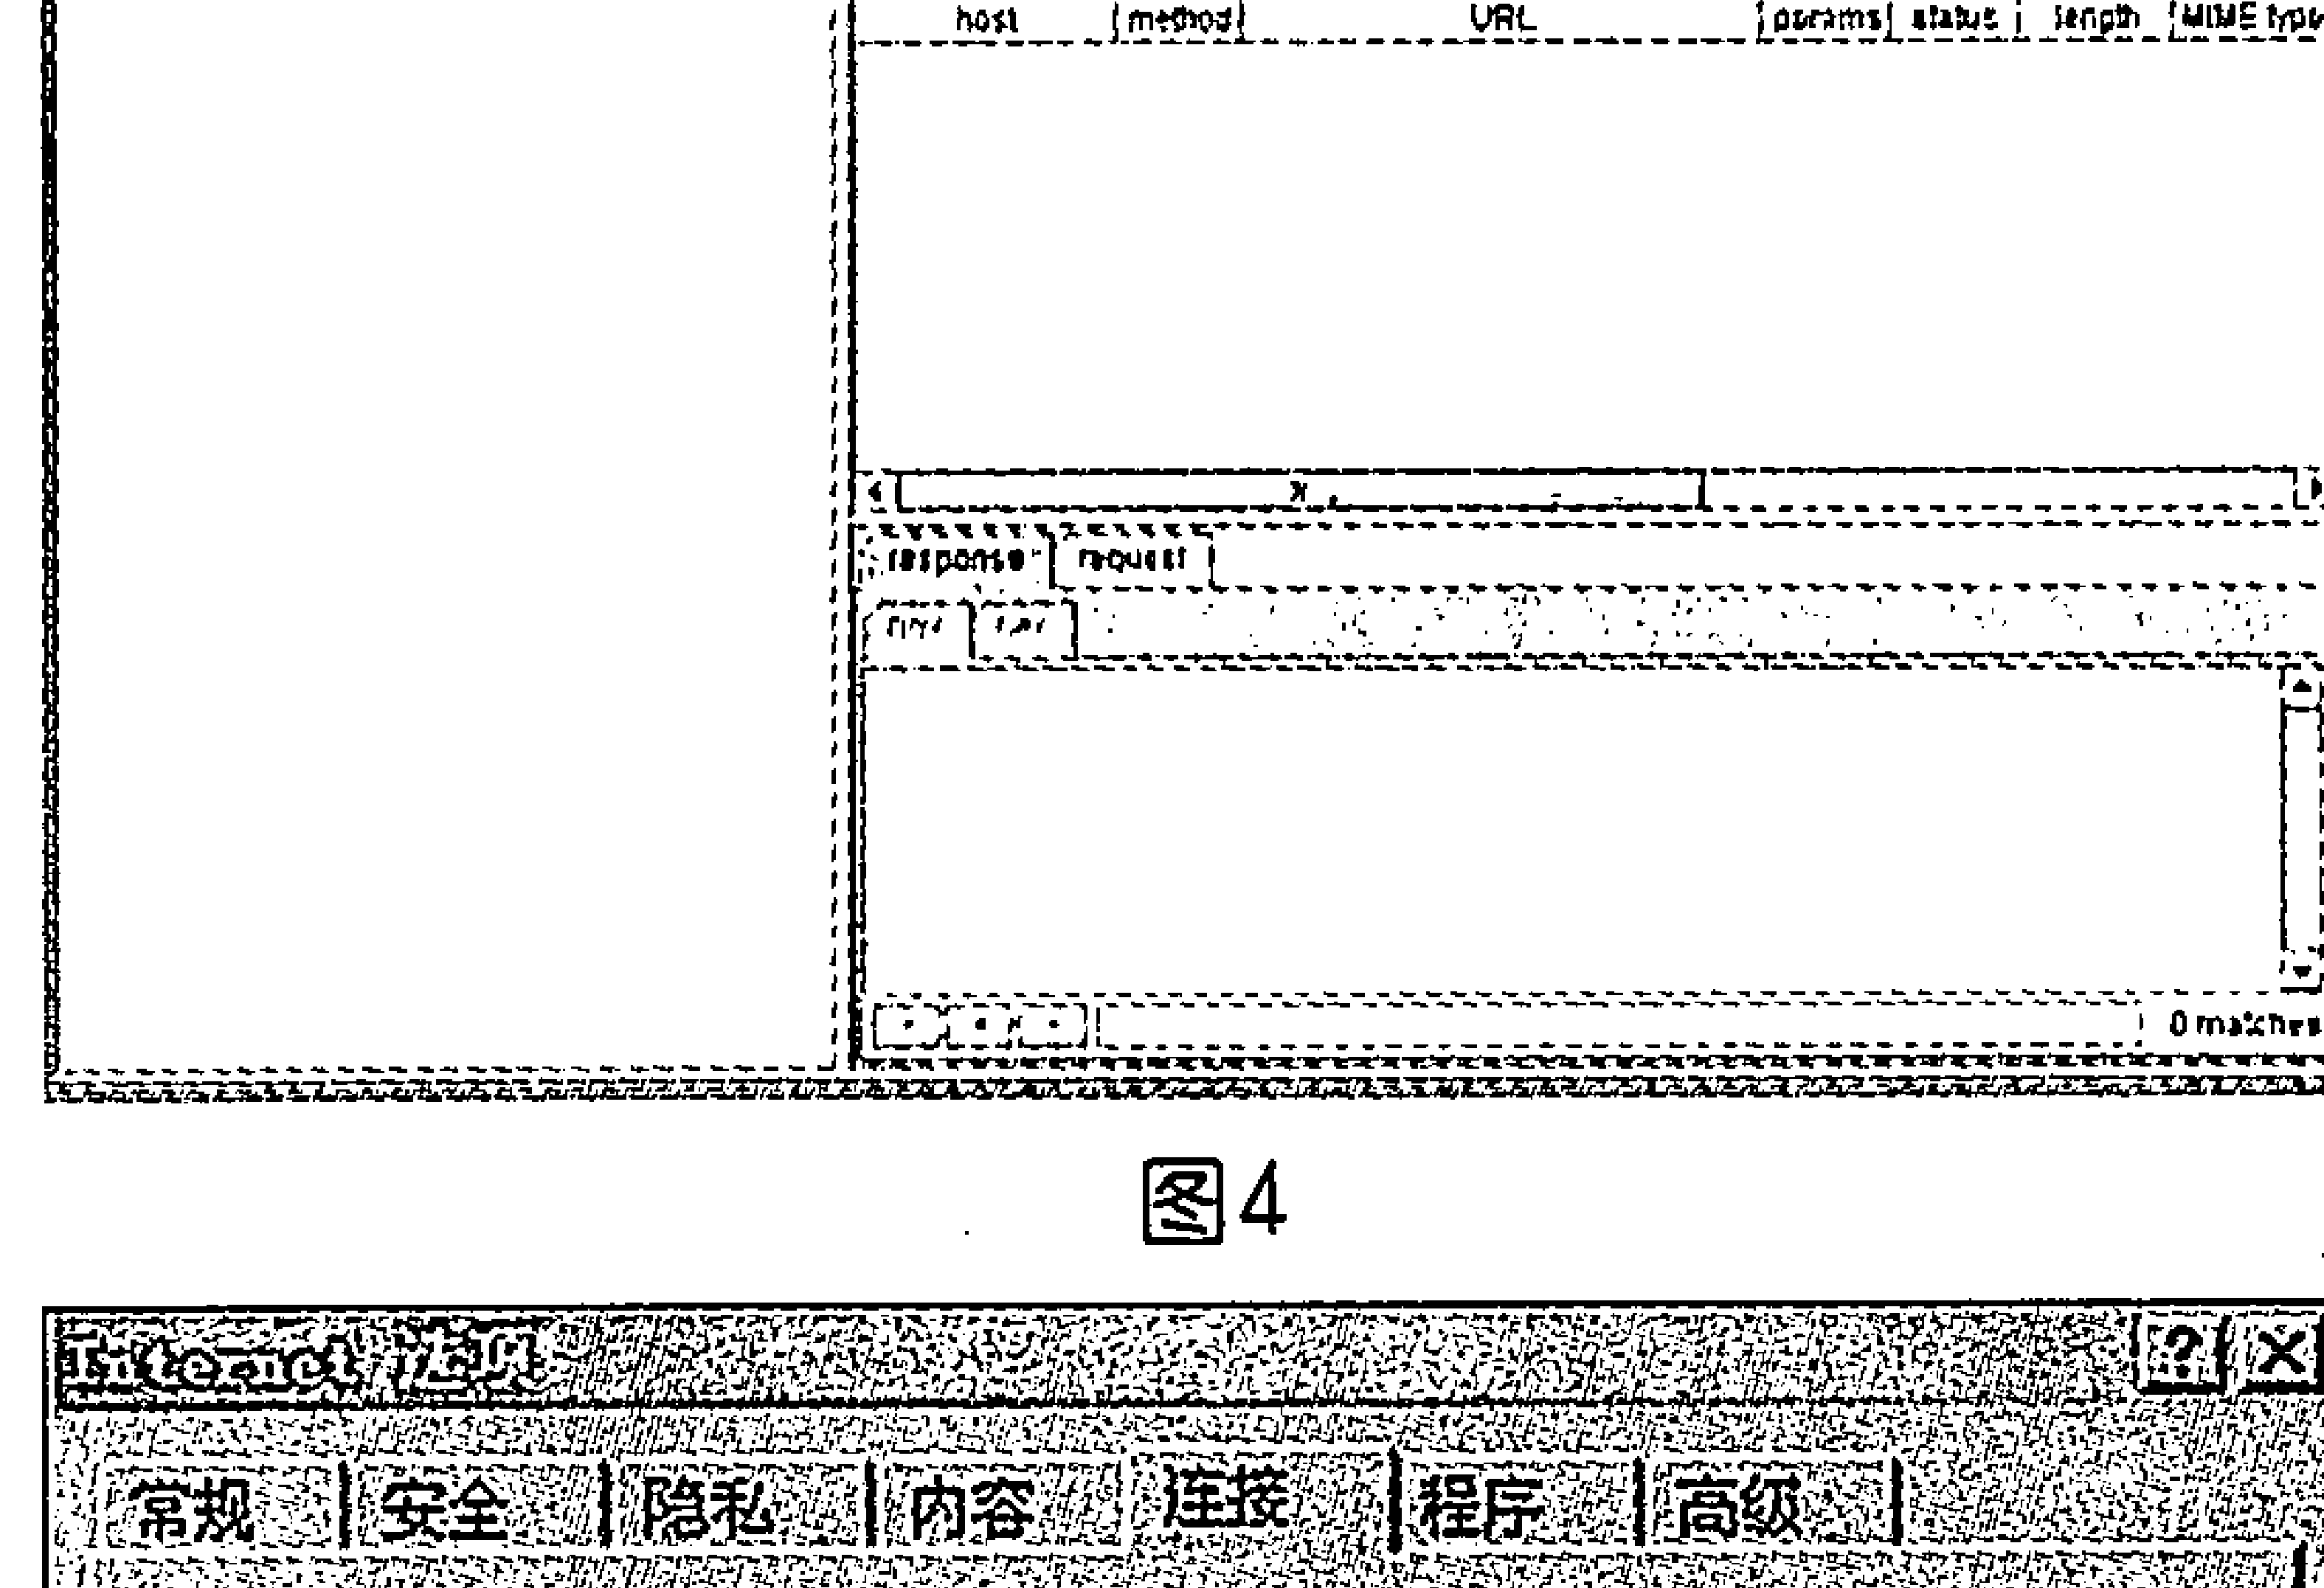 host method URL params status length MIME type
response request
0 matches
图4
Internet 选项
常规 安全 隐私 内容 连接 程序 高级